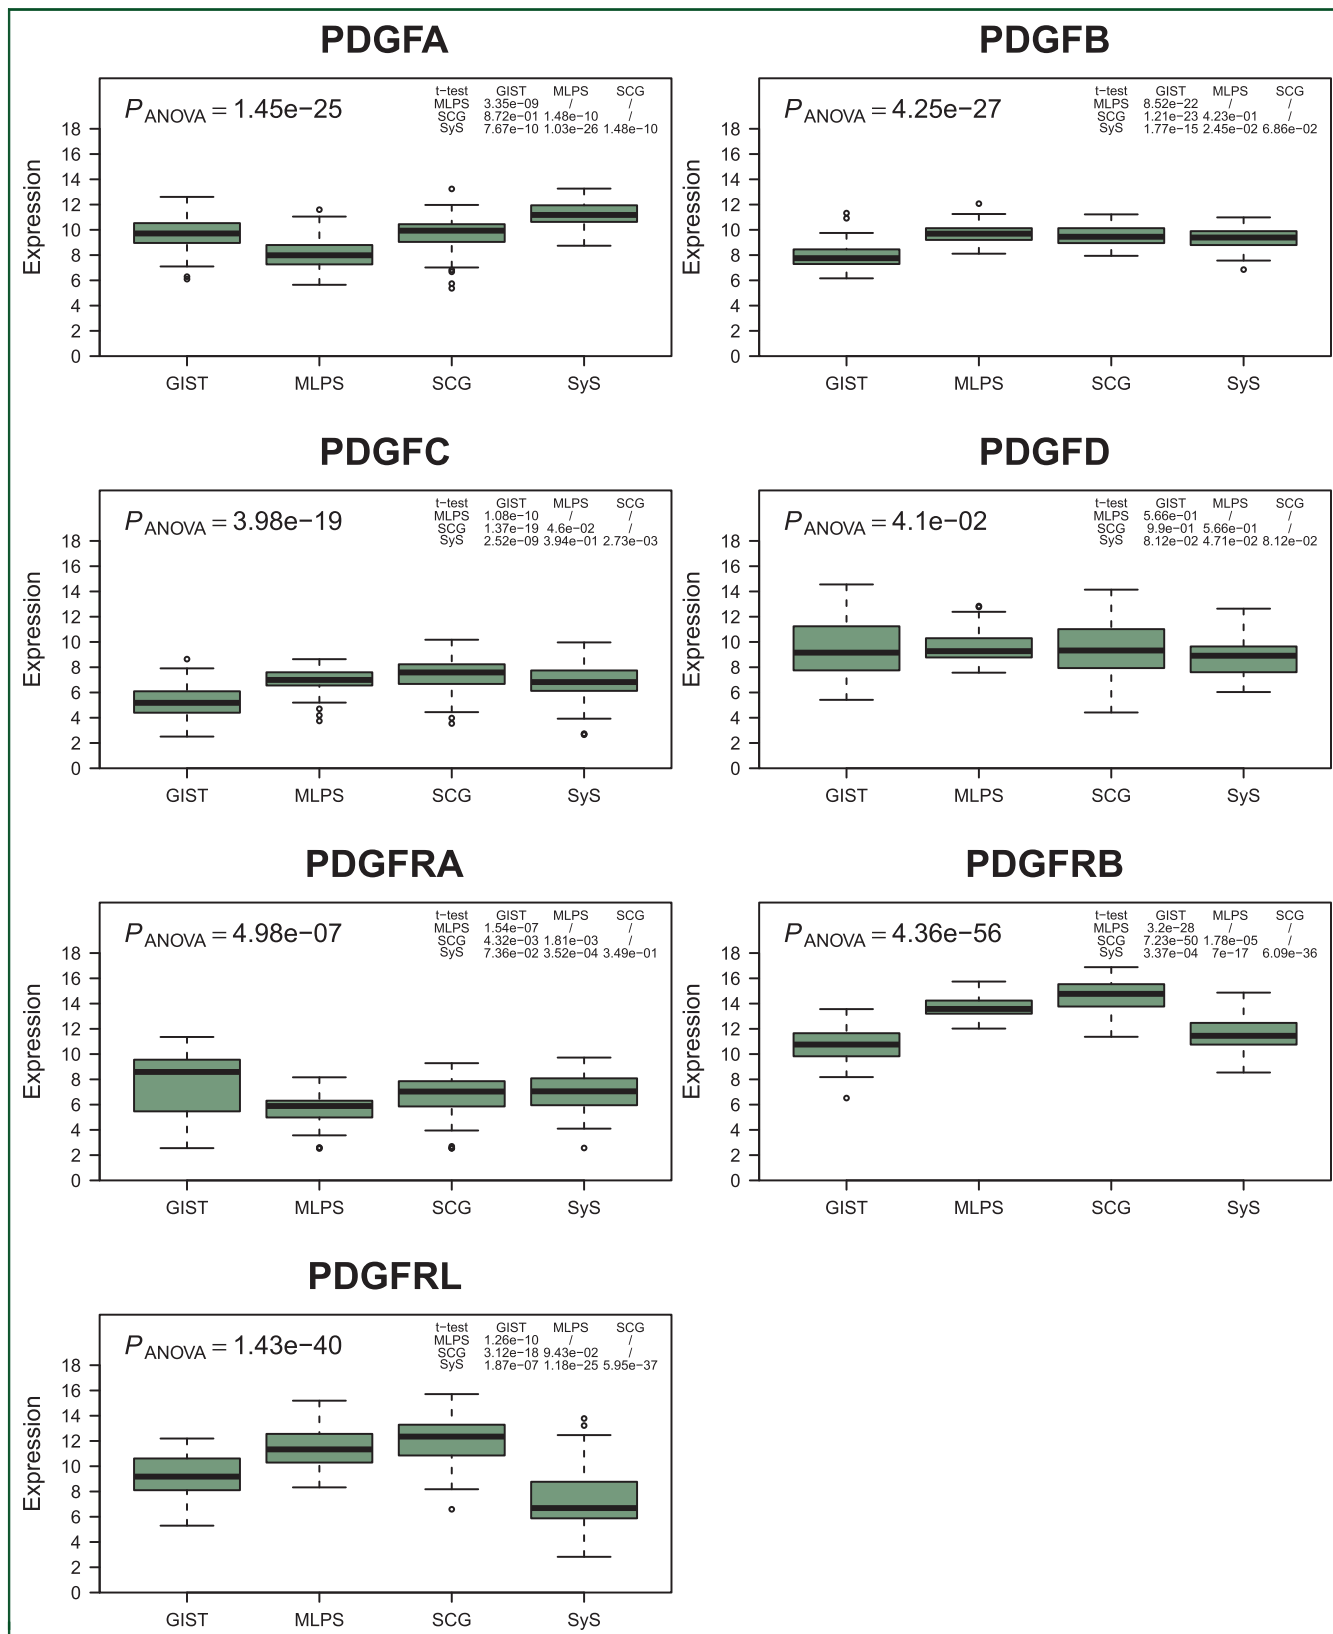 PDGFA
P ANOVA = 1.45e−25
t−test GIST MLPS SCG
MLPS 3.35e−09 / /
SCG 8.72e−01 1.48e−10 /
SyS 7.67e−10 1.03e−26 1.48e−10
Expression
18
16
14
12
10
8
6
4
2
0
GIST MLPS SCG SyS
PDGFB
P ANOVA = 4.25e−27
t−test GIST MLPS SCG
MLPS 8.52e−22 / /
SCG 1.21e−23 4.23e−01 /
SyS 1.77e−15 2.45e−02 6.86e−02
Expression
18
16
14
12
10
8
6
4
2
0
GIST MLPS SCG SyS
PDGFC
P ANOVA = 3.98e−19
t−test GIST MLPS SCG
MLPS 1.08e−10 / /
SCG 1.37e−19 4.6e−02 /
SyS 2.52e−09 3.94e−01 2.73e−03
Expression
18
16
14
12
10
8
6
4
2
0
GIST MLPS SCG SyS
PDGFD
P ANOVA = 4.1e−02
t−test GIST MLPS SCG
MLPS 5.66e−01 / /
SCG 9.9e−01 5.66e−01 /
SyS 8.12e−02 4.71e−02 8.12e−02
Expression
18
16
14
12
10
8
6
4
2
0
GIST MLPS SCG SyS
PDGFRA
P ANOVA = 4.98e−07
t−test GIST MLPS SCG
MLPS 1.54e−07 / /
SCG 4.32e−03 1.81e−03 /
SyS 7.36e−02 3.52e−04 3.49e−01
Expression
18
16
14
12
10
8
6
4
2
0
GIST MLPS SCG SyS
PDGFRB
P ANOVA = 4.36e−56
t−test GIST MLPS SCG
MLPS 3.2e−28 / /
SCG 7.23e−50 1.78e−05 /
SyS 3.37e−04 7e−17 6.09e−36
Expression
18
16
14
12
10
8
6
4
2
0
GIST MLPS SCG SyS
PDGFRL
P ANOVA = 1.43e−40
t−test GIST MLPS SCG
MLPS 1.26e−10 / /
SCG 3.12e−18 9.43e−02 /
SyS 1.87e−07 1.18e−25 5.95e−37
Expression
18
16
14
12
10
8
6
4
2
0
GIST MLPS SCG SyS